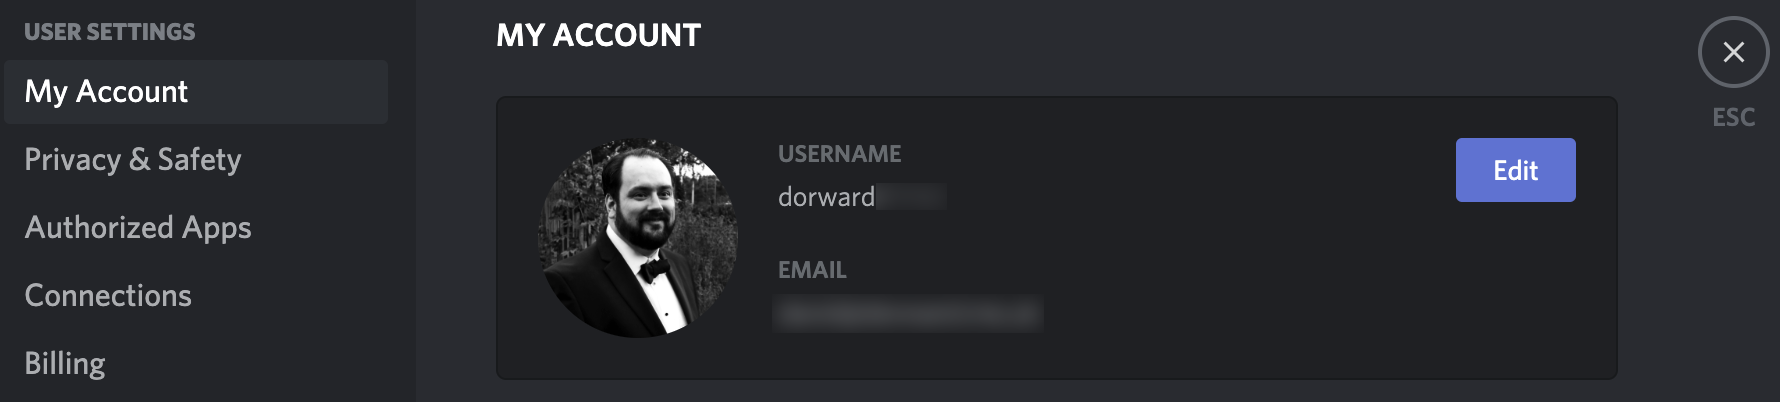 USER SETTINGS
My Account
Privacy & Safety
Authorized Apps
Connections
Billing
MY ACCOUNT
USERNAME
dorward
EMAIL
Edit
ESC